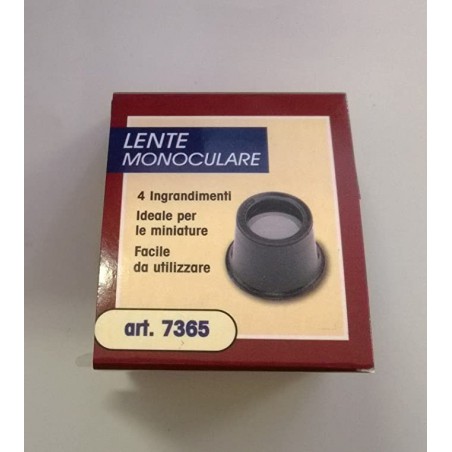 LENTE
MONOCULARE
4 Ingrandimenti
Ideale per
le miniature
Facile
da utilizzare
art. 7365